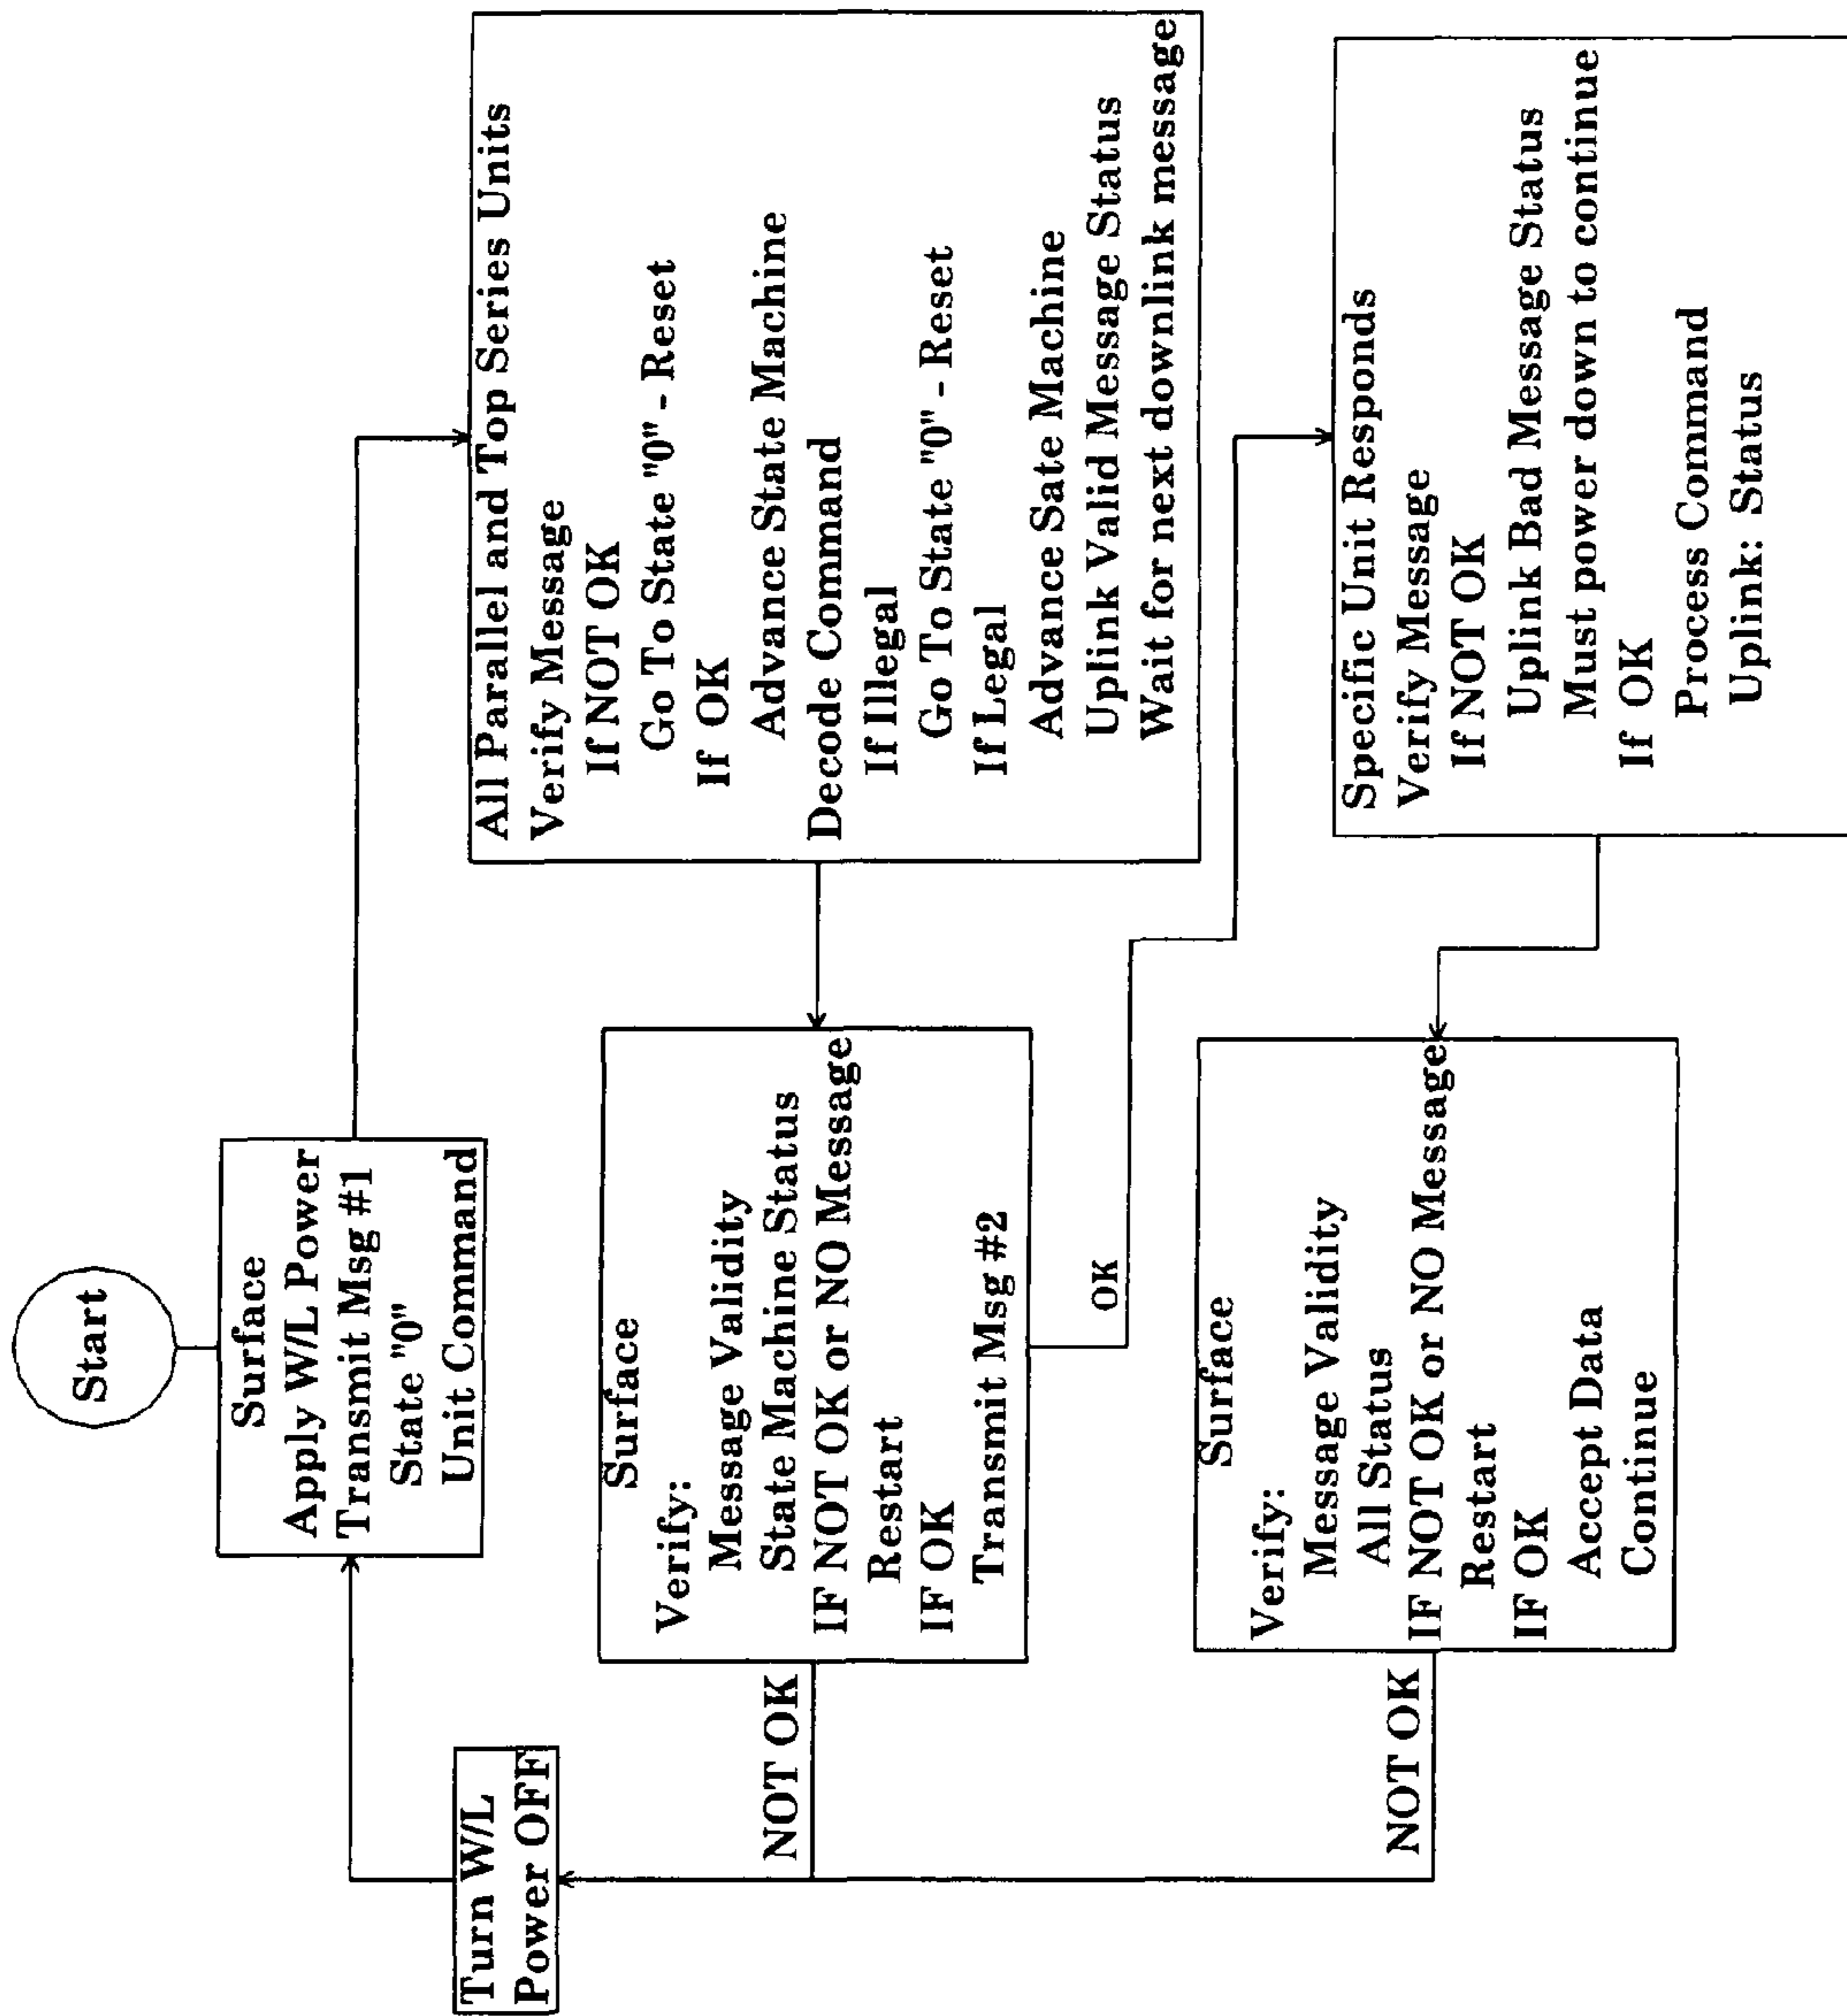 Start
Surface
Apply W/L Power
Transmit Msg #1
State "0"
Unit Command
Turn W/L
Power OFF
All Parallel and Top Series Units
Verify Message
If NOT OK
Go To State "0" - Reset
If OK
Advance State Machine
Decode Command
If Illegal
Go To State "0" - Reset
If Legal
Advance Sate Machine
Uplink Valid Message Status
Wait for next downlink message
Surface
Verify:
Message Validity
State Machine Status
IF NOT OK or NO Message
Restart
IF OK
Transmit Msg #2
NOT OK
OK
Specific Unit Responds
Verify Message
If NOT OK
Uplink Bad Message Status
Must power down to continue
If OK
Process Command
Uplink: Status
Surface
Verify:
Message Validity
All Status
IF NOT OK or NO Message
Restart
IF OK
Accept Data
Continue
NOT OK